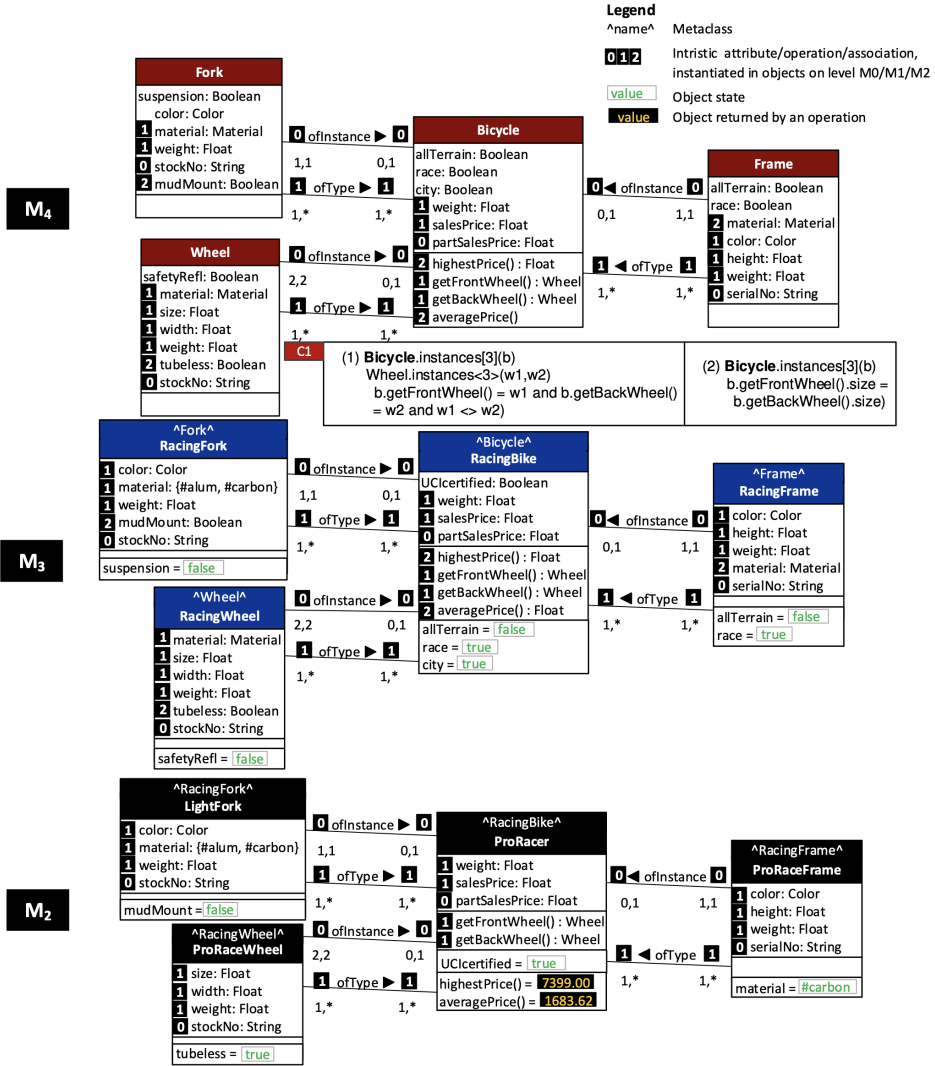 Legend
^name^ Metaclass
0 1 2 Intristic attribute/operation/association,
instantiated in objects on level M0/M1/M2
value Object state
value Object returned by an operation
M4
Fork
suspension: Boolean
color: Color
1 material: Material
1 weight: Float
0 stockNo: String
2 mudMount: Boolean
0 ofInstance ▶ 0
1,1 0,1
1 ofType ▶ 1
1,* 1,*
Wheel
safetyRefl: Boolean
1 material: Material
1 size: Float
1 width: Float
1 weight: Float
2 tubeless: Boolean
0 stockNo: String
0 ofInstance ▶ 0
2,2 0,1
1 ofType ▶ 1
1,* 1,*
Bicycle
allTerrain: Boolean
race: Boolean
city: Boolean
1 weight: Float
1 salesPrice: Float
0 partSalesPrice: Float
2 highestPrice() : Float
1 getFrontWheel() : Wheel
1 getBackWheel() : Wheel
2 averagePrice()
0 ◀ ofInstance 0
0,1 1,1
1 ◀ ofType 1
1,* 1,*
Frame
allTerrain: Boolean
race: Boolean
2 material: Material
1 color: Color
1 height: Float
1 weight: Float
0 serialNo: String
C1
(1) Bicycle.instances[3](b)
Wheel.instances<3>(w1,w2)
b.getFrontWheel() = w1 and b.getBackWheel()
= w2 and w1 <> w2)
(2) Bicycle.instances[3](b)
b.getFrontWheel().size =
b.getBackWheel().size)
M3
^Fork^
RacingFork
1 color: Color
1 material: {#alum, #carbon}
1 weight: Float
2 mudMount: Boolean
0 stockNo: String
suspension = false
0 ofInstance ▶ 0
1,1 0,1
1 ofType ▶ 1
1,* 1,*
^Wheel^
RacingWheel
1 material: Material
1 size: Float
1 width: Float
1 weight: Float
2 tubeless: Boolean
0 stockNo: String
safetyRefl = false
0 ofInstance ▶ 0
2,2 0,1
1 ofType ▶ 1
1,* 1,*
^Bicycle^
RacingBike
UCIcertified: Boolean
1 weight: Float
1 salesPrice: Float
0 partSalesPrice: Float
2 highestPrice() : Float
1 getFrontWheel() : Wheel
1 getBackWheel() : Wheel
2 averagePrice() : Float
allTerrain = false
race = true
city = true
0 ◀ ofInstance 0
0,1 1,1
1 ◀ ofType 1
1,* 1,*
^Frame^
RacingFrame
1 color: Color
1 height: Float
1 weight: Float
2 material: Material
0 serialNo: String
allTerrain = false
race = true
M2
^RacingFork^
LightFork
1 color: Color
1 material: {#alum, #carbon}
1 weight: Float
0 stockNo: String
mudMount = false
0 ofInstance ▶ 0
1,1 0,1
1 ofType ▶ 1
1,* 1,*
^RacingWheel^
ProRaceWheel
1 size: Float
1 width: Float
1 weight: Float
0 stockNo: String
tubeless = true
0 ofInstance ▶ 0
2,2 0,1
1 ofType ▶ 1
1,* 1,*
^RacingBike^
ProRacer
1 weight: Float
1 salesPrice: Float
0 partSalesPrice: Float
1 getFrontWheel() : Wheel
1 getBackWheel() : Wheel
UCIcertified = true
highestPrice() = 7399.00
averagePrice() = 1683.62
0 ◀ ofInstance 0
0,1 1,1
1 ◀ ofType 1
1,* 1,*
^RacingFrame^
ProRaceFrame
1 color: Color
1 height: Float
1 weight: Float
0 serialNo: String
material = #carbon